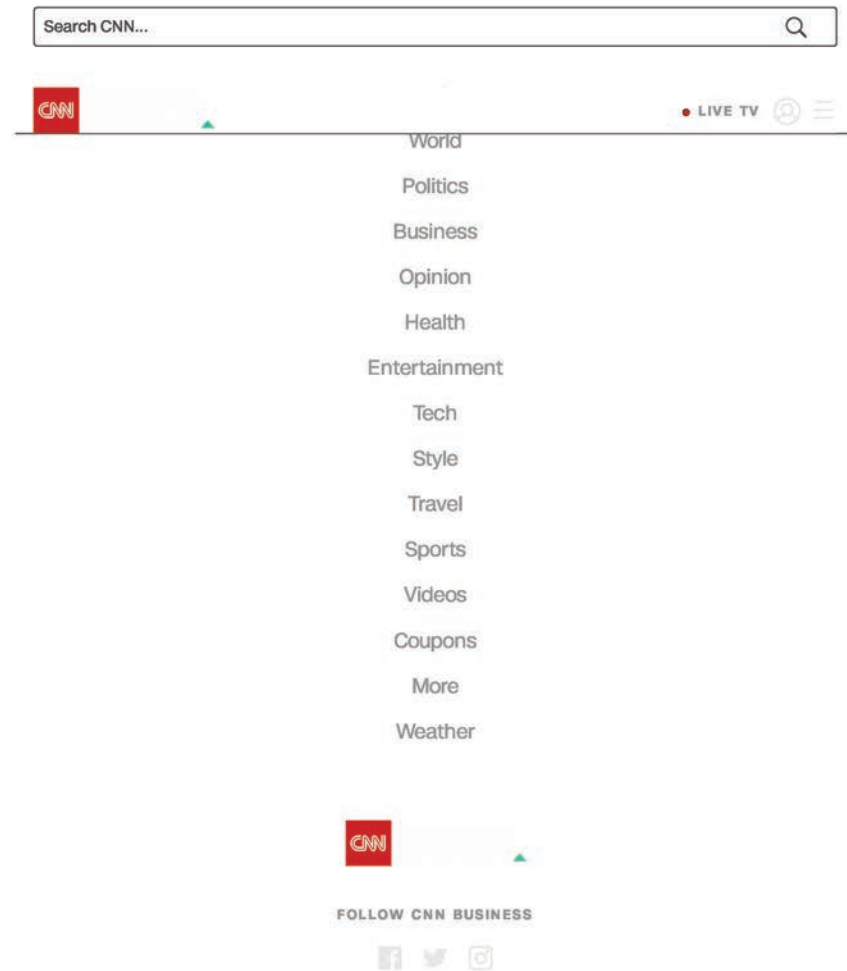 Search CNN...
CNN
LIVE TV
World
Politics
Business
Opinion
Health
Entertainment
Tech
Style
Travel
Sports
Videos
Coupons
More
Weather
CNN
FOLLOW CNN BUSINESS